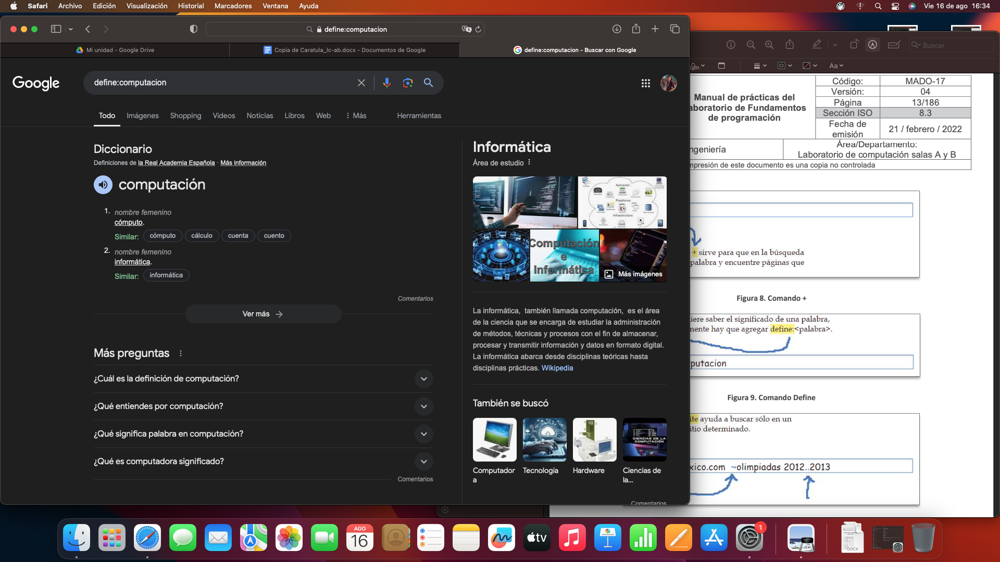 Safari Archivo Edición Visualización Historial Marcadores Ventana Ayuda
Vie 16 de ago 16:34
define:computacion
Mi unidad - Google Drive
Copia de Caratula_lc-ab.docx - Documentos de Google
define:computacion - Buscar con Google
Google
define:computacion
Todo Imágenes Shopping Videos Noticias Libros Web Más Herramientas
Diccionario
Definiciones de la Real Academia Española · Más información
computación
1. nombre femenino
cómputo.
Similar: cómputo cálculo cuenta cuento
2. nombre femenino
informática.
Similar: informática
Comentarios
Ver más
Más preguntas
¿Cuál es la definición de computación?
¿Qué entiendes por computación?
¿Qué significa palabra en computación?
¿Qué es computadora significado?
Comentarios
Informática
Área de estudio
Aplicación
Plataforma
Infraestructura
Computación
e
Informática
Más imágenes
La informática, también llamada computación, es el área
de la ciencia que se encarga de estudiar la administración
de métodos, técnicas y procesos con el fin de almacenar,
procesar y transmitir información y datos en formato digital.
La informática abarca desde disciplinas teóricas hasta
disciplinas prácticas. Wikipedia
También se buscó
CIENCIAS DE LA
COMPUTACIÓN
Computador
a
Tecnología
Hardware
Ciencias de
la...
Comentarios
Buscar
Aa
Manual de prácticas del
aboratorio de Fundamentos
de programación
Código: MADO-17
Versión: 04
Página 13/186
Sección ISO 8.3
Fecha de
emisión
21 / febrero / 2022
ngeniería
Área/Departamento:
Laboratorio de computación salas A y B
mpresión de este documento es una copia no controlada
+ sirve para que en la búsqueda
palabra y encuentre páginas que
Figura 8. Comando +
iere saber el significado de una palabra,
mente hay que agregar define:<palabra>.
putacion
Figura 9. Comando Define
ite ayuda a buscar sólo en un
itio determinado.
xico.com ~olimpiadas 2012..2013
AGO
16
tv
1
DOCX